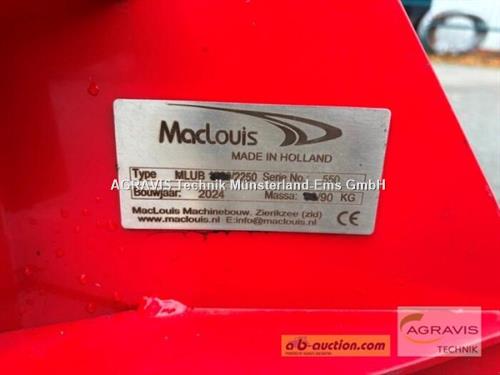 MacLouis
MADE IN HOLLAND
Type MLUB /2250 Serie No. 550
AGRAVIS Technik Münsterland-Ems GmbH
Bouwjaar: 2024 Massa: /90 KG
MacLouis Machinebouw, Zierikzee (zld)
www.maclouis.nl E:info@maclouis.nl CE
ab-auction.com
AGRAVIS
TECHNIK